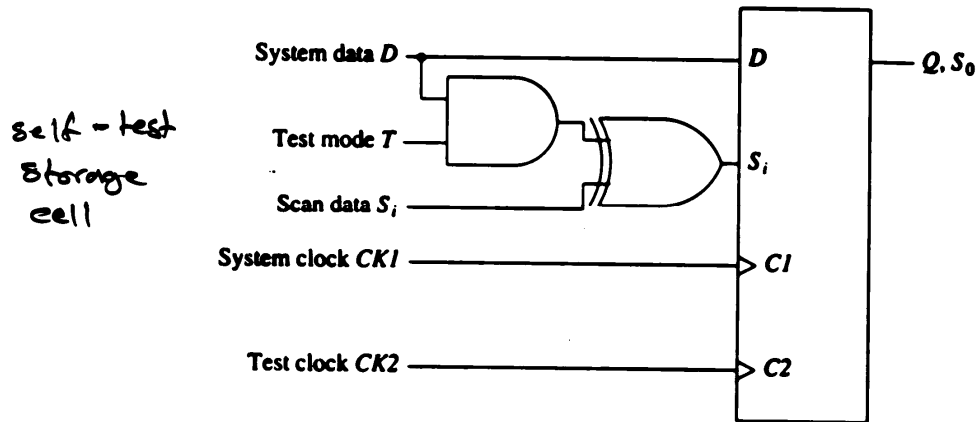 System data D
D
Q, S₀
self-test
storage
cell
Test mode T
Sᵢ
Scan data Sᵢ
System clock CK1
C1
Test clock CK2
C2